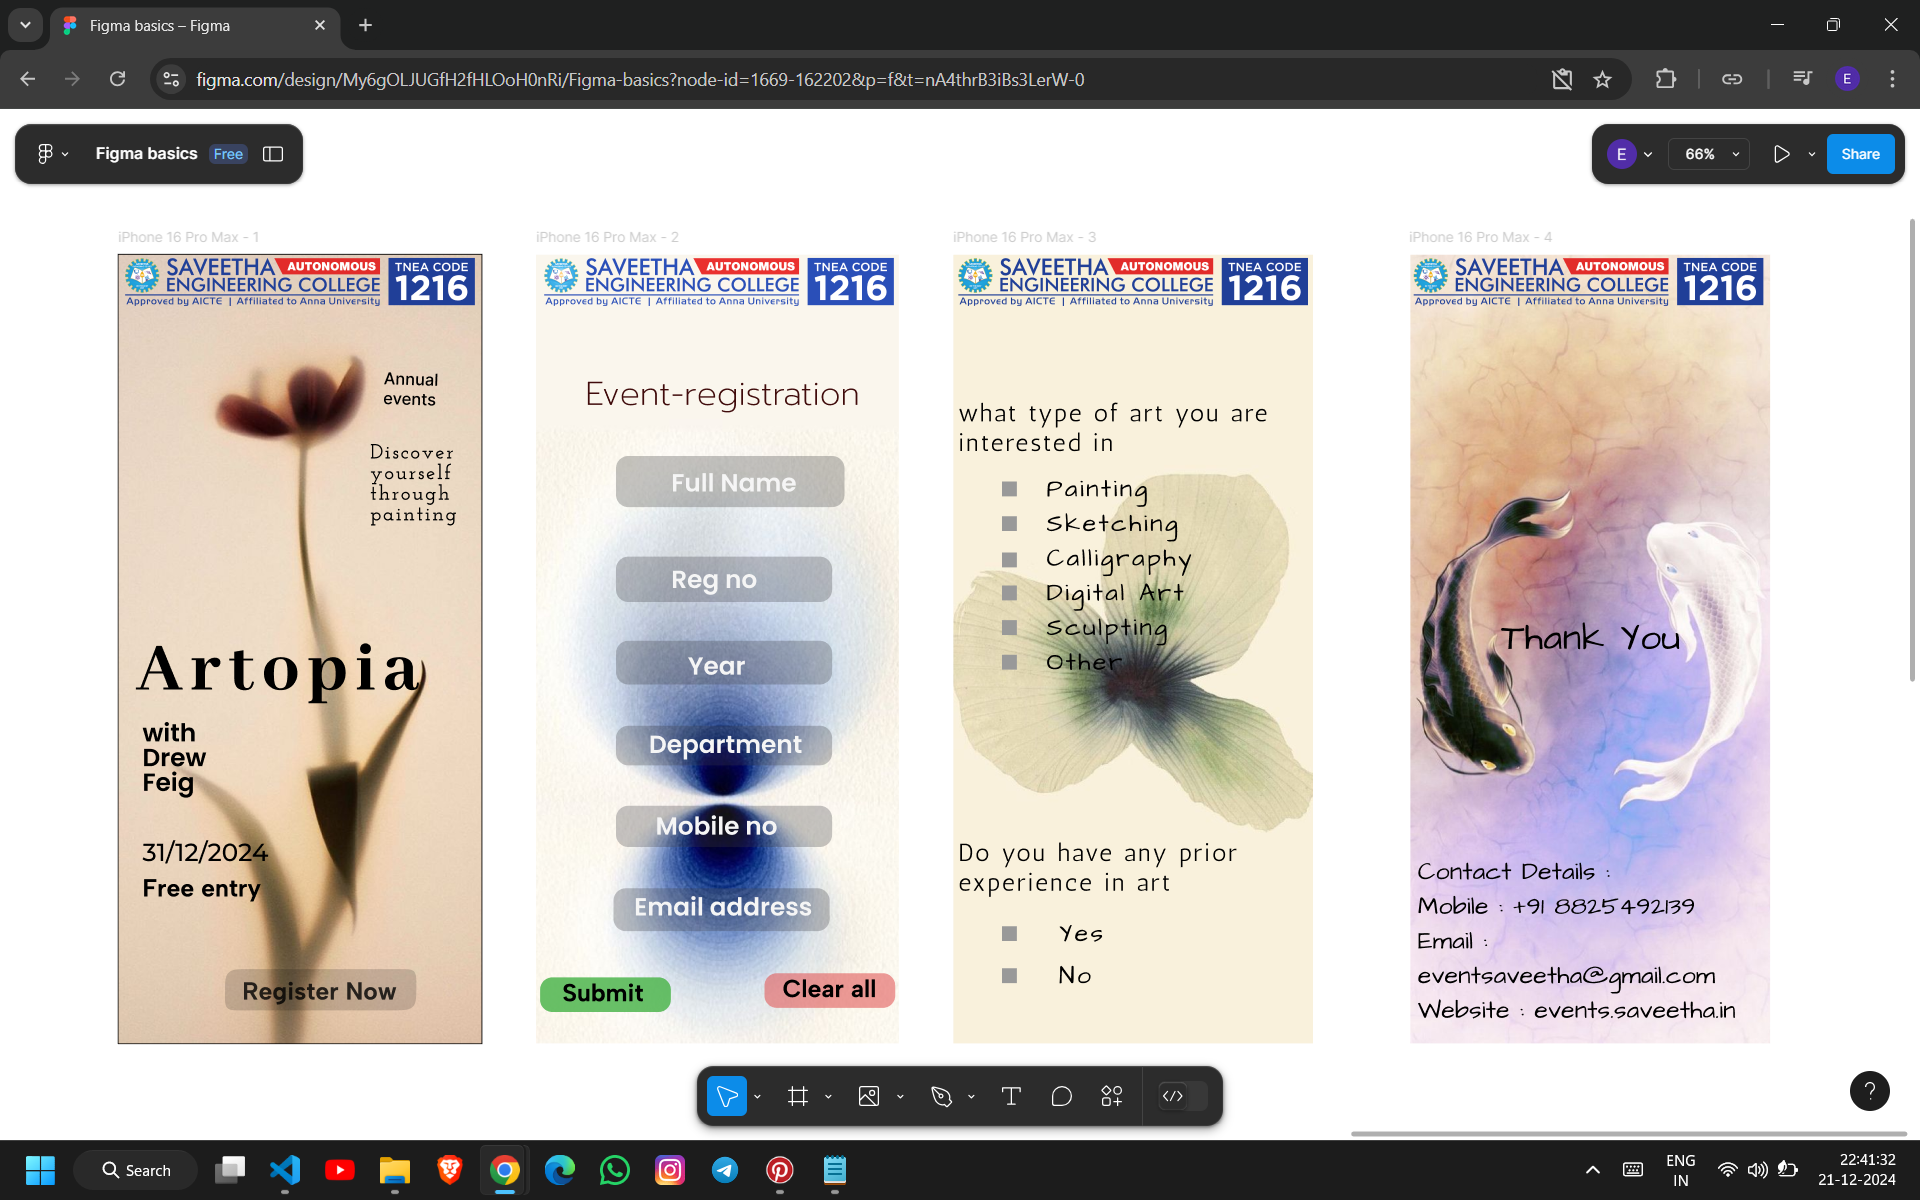 Figma basics – Figma
figma.com/design/My6gOLJUGfH2fHLOoH0nRi/Figma-basics?node-id=1669-162202&p=f&t=nA4thrB3iBs3LerW-0
E
Figma basics
Free
E
66%
Share
iPhone 16 Pro Max - 1
SAVEETHA AUTONOMOUS
ENGINEERING COLLEGE
Approved by AICTE | Affiliated to Anna University
TNEA CODE
1216
Annual
events
Discover
yourself
through
painting
Artopia
with
Drew
Feig
31/12/2024
Free entry
Register Now
iPhone 16 Pro Max - 2
SAVEETHA AUTONOMOUS
ENGINEERING COLLEGE
Approved by AICTE | Affiliated to Anna University
TNEA CODE
1216
Event-registration
Full Name
Reg no
Year
Department
Mobile no
Email address
Submit
Clear all
iPhone 16 Pro Max - 3
SAVEETHA AUTONOMOUS
ENGINEERING COLLEGE
Approved by AICTE | Affiliated to Anna University
TNEA CODE
1216
what type of art you are
interested in
Painting
Sketching
Calligraphy
Digital Art
Sculpting
Other
Do you have any prior
experience in art
Yes
No
iPhone 16 Pro Max - 4
SAVEETHA AUTONOMOUS
ENGINEERING COLLEGE
Approved by AICTE | Affiliated to Anna University
TNEA CODE
1216
Thank You
Contact Details :
Mobile : +91 8825492139
Email :
eventsaveetha@gmail.com
Website : events.saveetha.in
?
Search
ENG
IN
22:41:32
21-12-2024